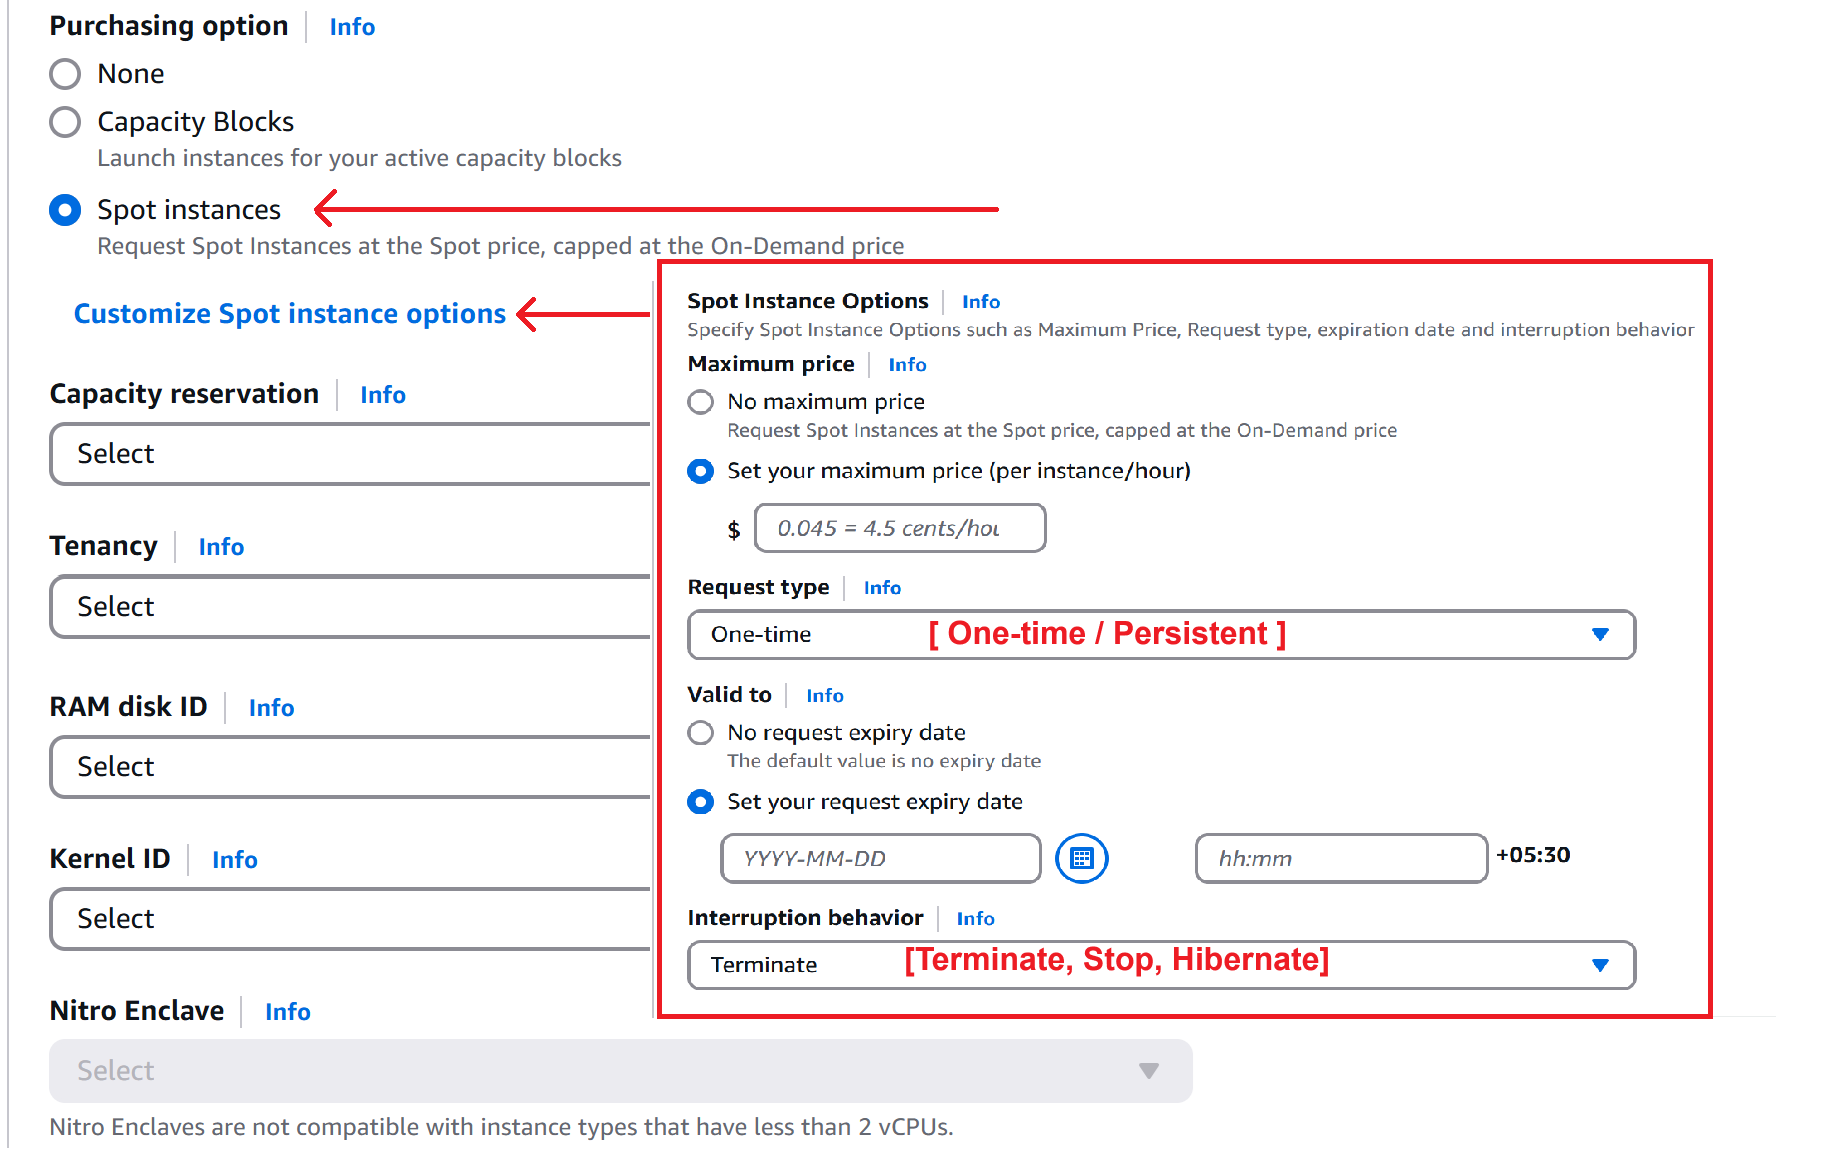 Purchasing option Info
None
Capacity Blocks
Launch instances for your active capacity blocks
Spot instances
Request Spot Instances at the Spot price, capped at the On-Demand price
Customize Spot instance options
Capacity reservation Info
Select
Tenancy Info
Select
RAM disk ID Info
Select
Kernel ID Info
Select
Nitro Enclave Info
Select
Nitro Enclaves are not compatible with instance types that have less than 2 vCPUs.
Spot Instance Options Info
Specify Spot Instance Options such as Maximum Price, Request type, expiration date and interruption behavior
Maximum price Info
No maximum price
Request Spot Instances at the Spot price, capped at the On-Demand price
Set your maximum price (per instance/hour)
$ 0.045 = 4.5 cents/hou
Request type Info
One-time [ One-time / Persistent ]
Valid to Info
No request expiry date
The default value is no expiry date
Set your request expiry date
YYYY-MM-DD hh:mm +05:30
Interruption behavior Info
Terminate [Terminate, Stop, Hibernate]